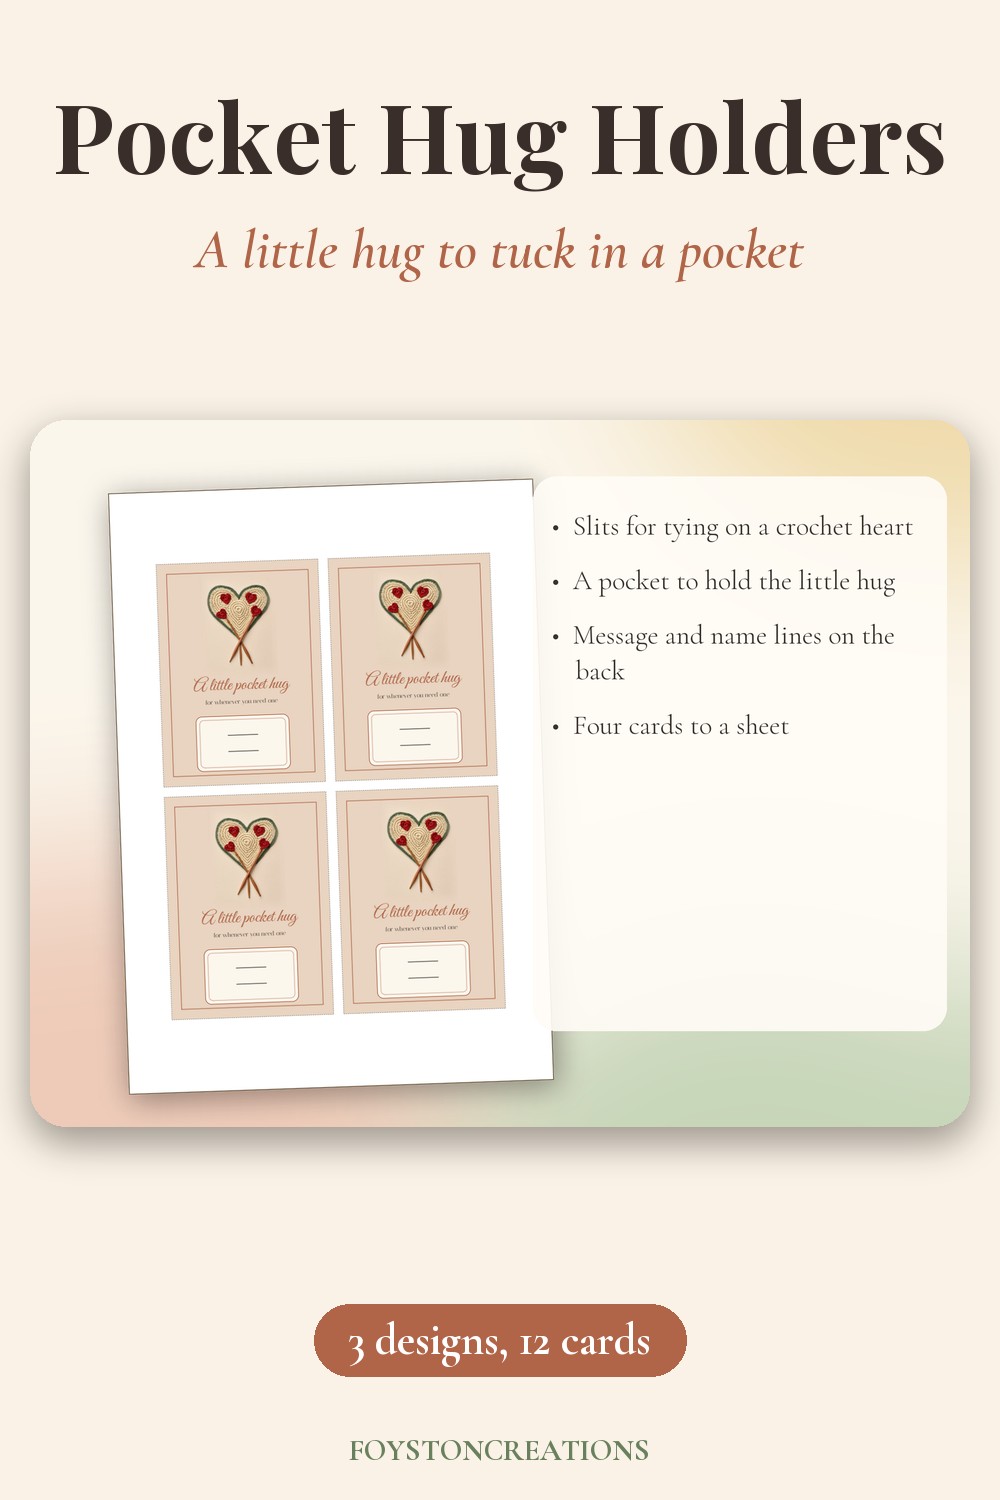 Pocket Hug Holders
A little hug to tuck in a pocket
A little pocket hug
for whenever you need one
A little pocket hug
for whenever you need one
A little pocket hug
for whenever you need one
A little pocket hug
for whenever you need one
• Slits for tying on a crochet heart
• A pocket to hold the little hug
• Message and name lines on the
back
• Four cards to a sheet
3 designs, 12 cards
FOYSTONCREATIONS